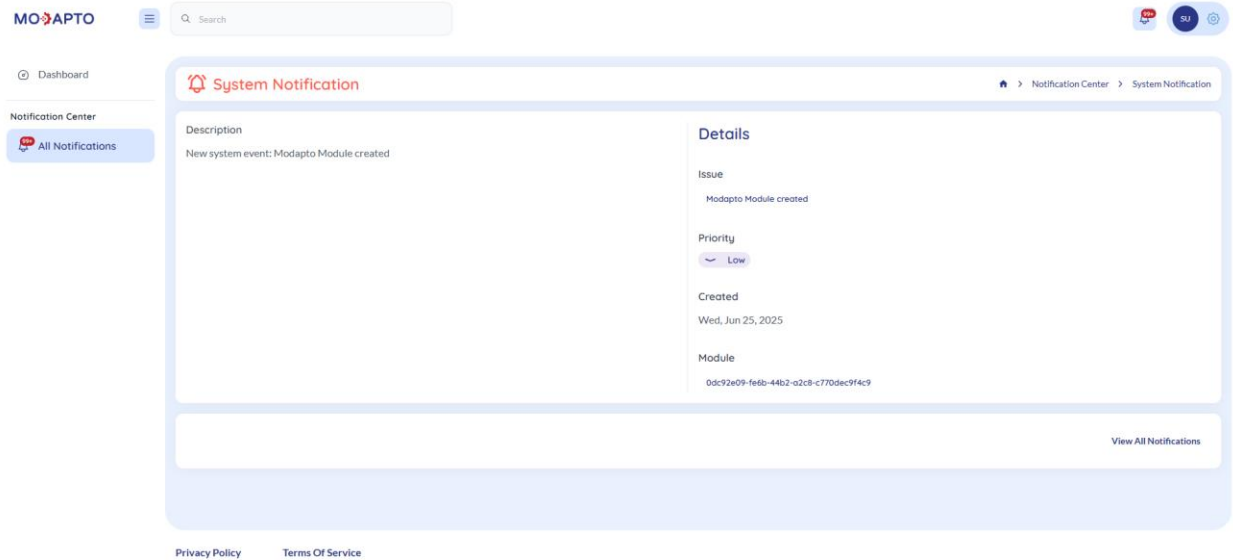 MODAPTO
Search
99+
SU
Dashboard
Notification Center
99+
All Notifications
System Notification
> Notification Center > System Notification
Description
New system event: Modapto Module created
Details
Issue
Modapto Module created
Priority
Low
Created
Wed, Jun 25, 2025
Module
0dc92e09-fe6b-44b2-a2c8-c770dec9f4c9
View All Notifications
Privacy Policy
Terms Of Service